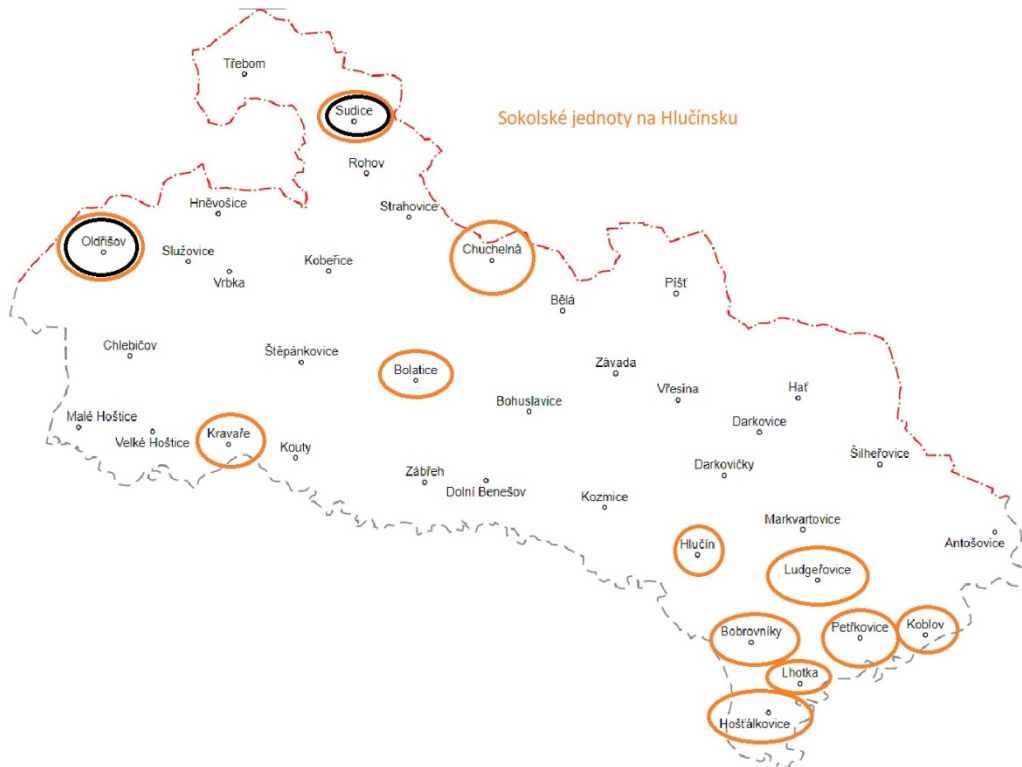 Třebom
Sudice
Sokolské jednoty na Hlučínsku
Rohov
Hněvošice
Strahovice
Oldřišov
Služovice
Vrbka
Kobeřice
Chuchelná
Bělá
Píšť
Chlebičov
Štěpánkovice
Bolatice
Závada
Bohuslavice
Vřesina
Hať
Malé Hoštice
Velké Hoštice
Kravaře
Kouty
Darkovice
Šilheřovice
Zábřeh
Dolní Benešov
Darkovičky
Kozmice
Markvartovice
Antošovice
Hlučín
Ludgeřovice
Bobrovníky
Petřkovice
Koblov
Lhotka
Hošťálkovice